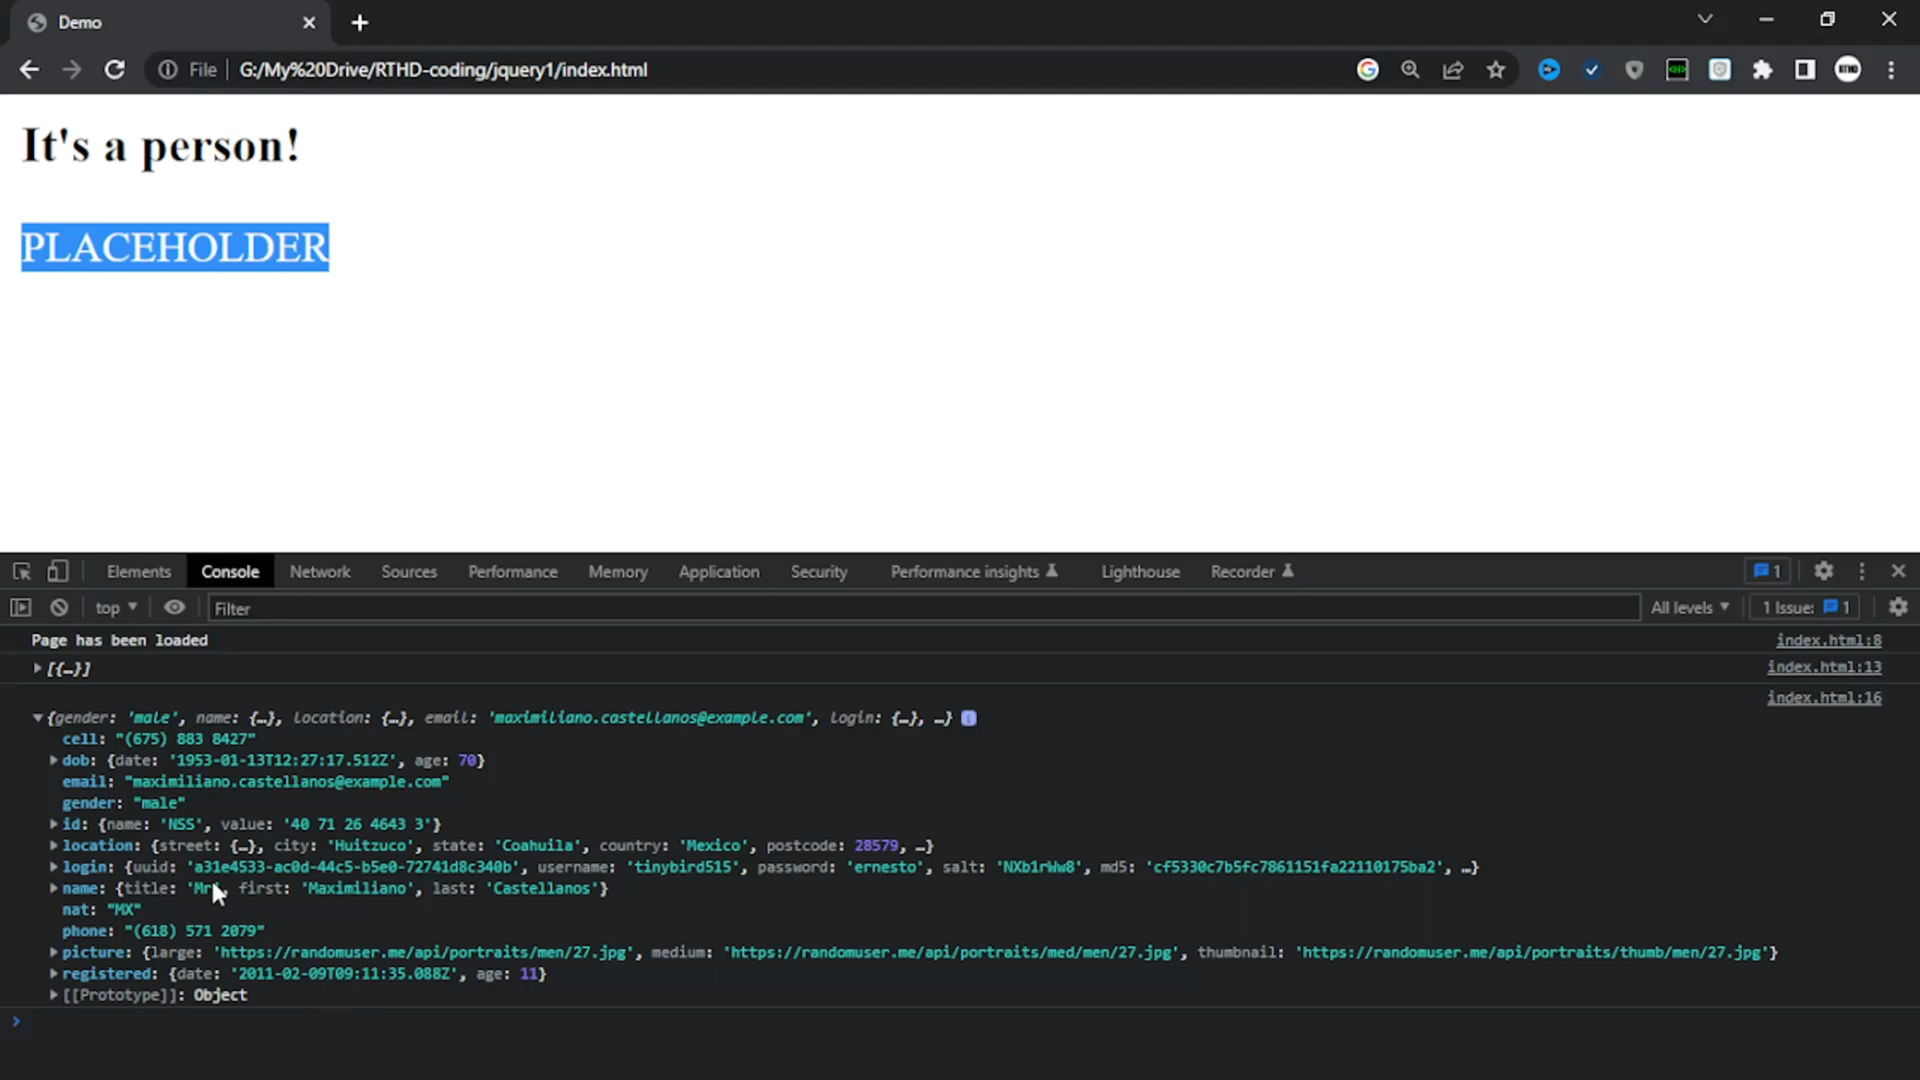 Demo
File G:/My%20Drive/RTHD-coding/jquery1/index.html
It's a person!
PLACEHOLDER
Elements Console Network Sources Performance Memory Application Security Performance insights Lighthouse Recorder 1
top Filter All levels 1 Issue: 1
Page has been loaded index.html:8
[{…}] index.html:13
index.html:16
{gender: 'male', name: {…}, location: {…}, email: 'maximiliano.castellanos@example.com', login: {…}, …}
cell: "(675) 883 8427"
dob: {date: '1953-01-13T12:27:17.512Z', age: 70}
email: "maximiliano.castellanos@example.com"
gender: "male"
id: {name: 'NSS', value: '40 71 26 4643 3'}
location: {street: {…}, city: 'Huitzuco', state: 'Coahuila', country: 'Mexico', postcode: 28579, …}
login: {uuid: 'a31e4533-ac0d-44c5-b5e0-72741d8c340b', username: 'tinybird515', password: 'ernesto', salt: 'NXb1rWw8', md5: 'cf5330c7b5fc7861151fa22110175ba2', …}
name: {title: 'Mr', first: 'Maximiliano', last: 'Castellanos'}
nat: "MX"
phone: "(618) 571 2079"
picture: {large: 'https://randomuser.me/api/portraits/men/27.jpg', medium: 'https://randomuser.me/api/portraits/med/men/27.jpg', thumbnail: 'https://randomuser.me/api/portraits/thumb/men/27.jpg'}
registered: {date: '2011-02-09T09:11:35.088Z', age: 11}
[[Prototype]]: Object